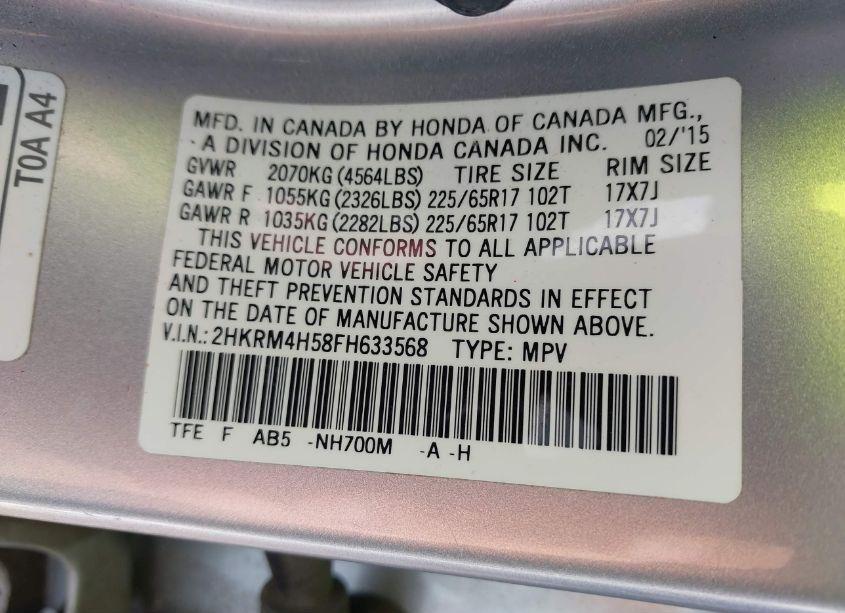 T0A A4
MFD. IN CANADA BY HONDA OF CANADA MFG.,
A DIVISION OF HONDA CANADA INC. 02/'15
GVWR 2070KG (4564LBS) TIRE SIZE RIM SIZE
GAWR F 1055KG (2326LBS) 225/65R17 102T 17X7J
GAWR R 1035KG (2282LBS) 225/65R17 102T 17X7J
THIS VEHICLE CONFORMS TO ALL APPLICABLE
FEDERAL MOTOR VEHICLE SAFETY
AND THEFT PREVENTION STANDARDS IN EFFECT
ON THE DATE OF MANUFACTURE SHOWN ABOVE.
V.I.N.: 2HKRM4H58FH633568 TYPE: MPV
TFE F AB5 -NH700M -A -H